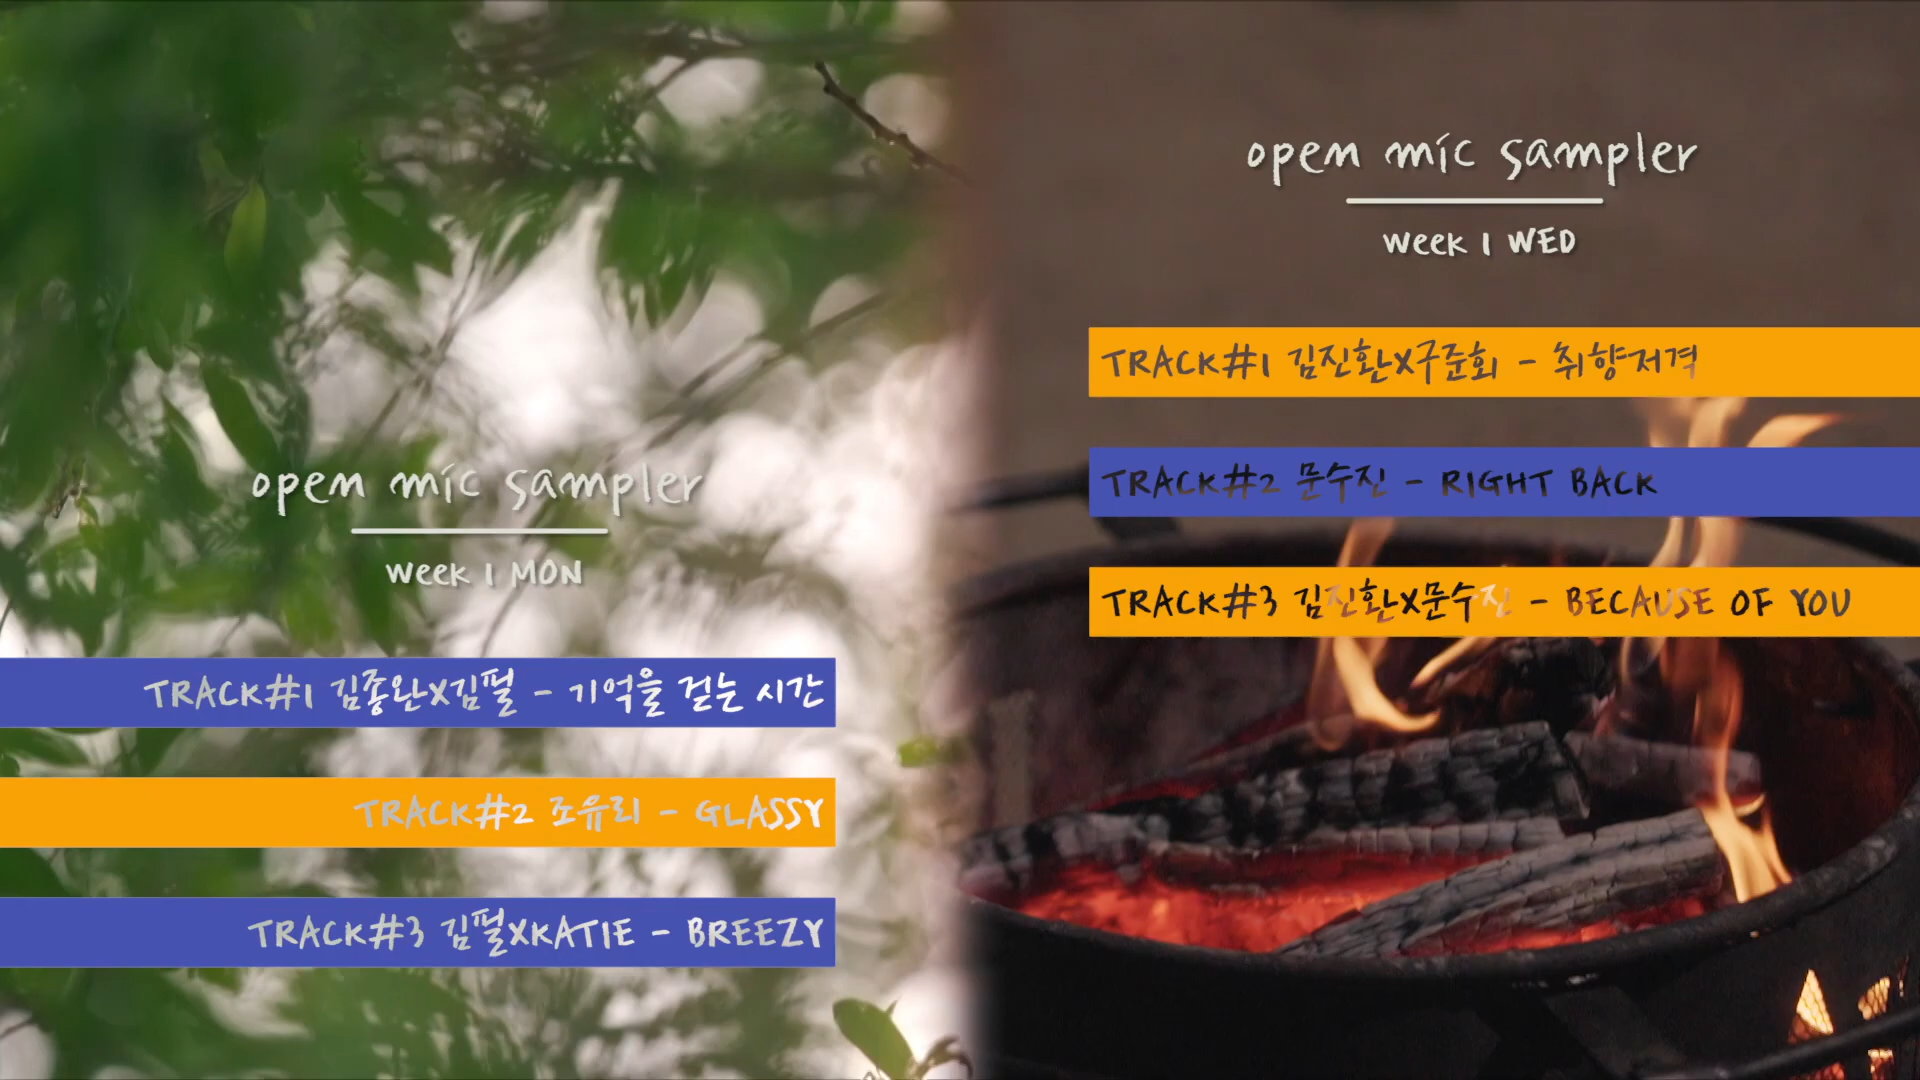 open mic sampler
week 1 MON
TRACK#1 김종완X김필 - 기억을 걷는 시간
TRACK#2 조유리 - GLASSY
TRACK#3 김필XKATIE - BREEZY
open mic sampler
week 1 WED
TRACK#1 김진환X구준회 - 취향저격
TRACK#2 문수진 - RIGHT BACK
TRACK#3 김진환X문수진 - BECAUSE OF YOU